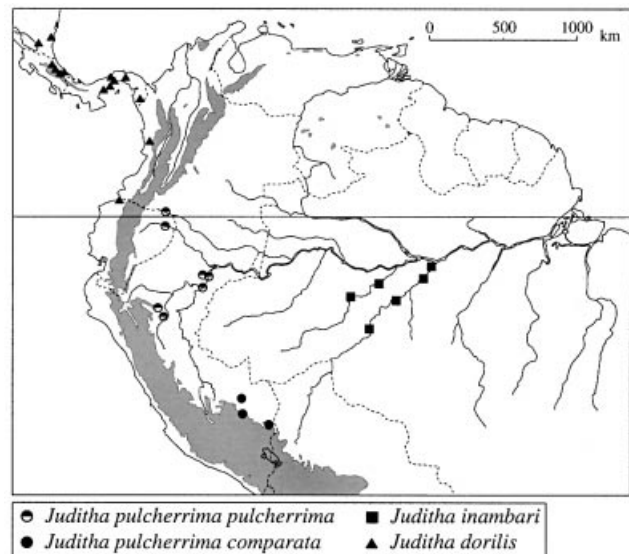 0 500 1000
km
Juditha pulcherrima pulcherrima Juditha inambari
Juditha pulcherrima comparata Juditha dorilis